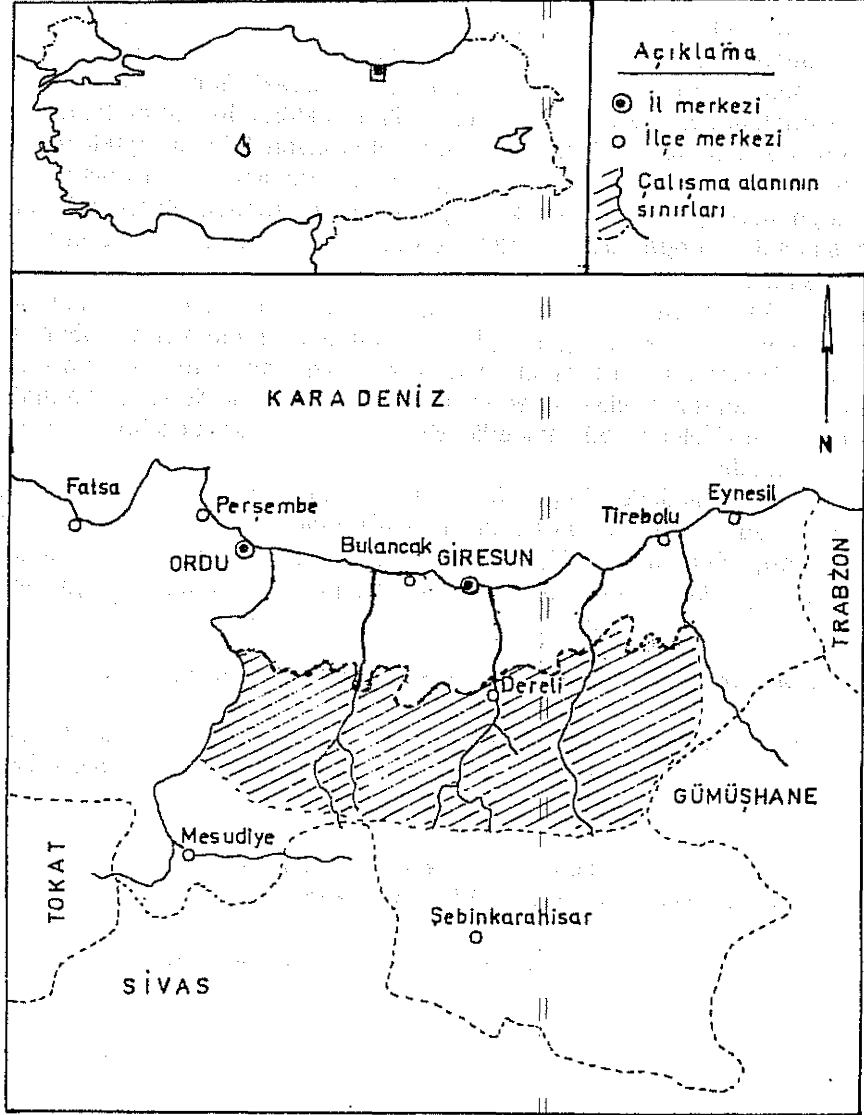 Açıklama
İl merkezi
İlçe merkezi
Çalışma alanının
sınırları
KARADENİZ
N
Fatsa
Perşembe
ORDU
Bulancak
GİRESUN
Tirebolu
Eynesil
TRABZON
Dereli
GÜMÜŞHANE
Mesudiye
TOKAT
Şebinkarahisar
SİVAS